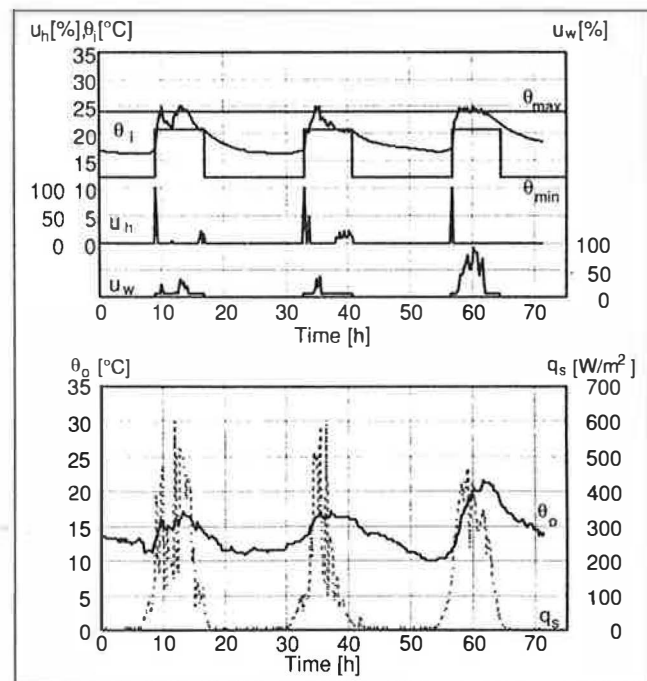 u_h[%],θ_i[°C] u_w[%]
35
30
25 θ_max
20 θ_i
15
θ_min
100 10
50 5 u_h
0 0 100
50
u_w 0
0 10 20 30 40 50 60 70
Time [h]
θ_o [°C] q_s [W/m²]
35 700
30 600
25 500
20 400
θ_o
15 300
10 200
5 100
0 q_s 0
0 10 20 30 40 50 60 70
Time [h]